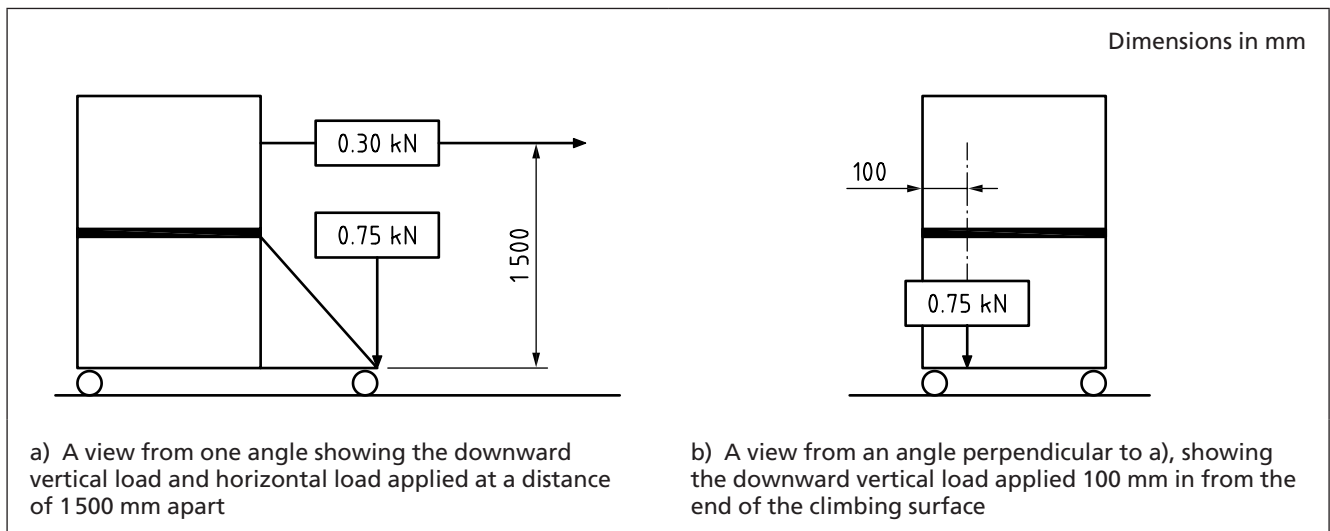 Dimensions in mm
0.30 kN
0.75 kN
1 500
100
0.75 kN
a) A view from one angle showing the downward
vertical load and horizontal load applied at a distance
of 1 500 mm apart
b) A view from an angle perpendicular to a), showing
the downward vertical load applied 100 mm in from the
end of the climbing surface